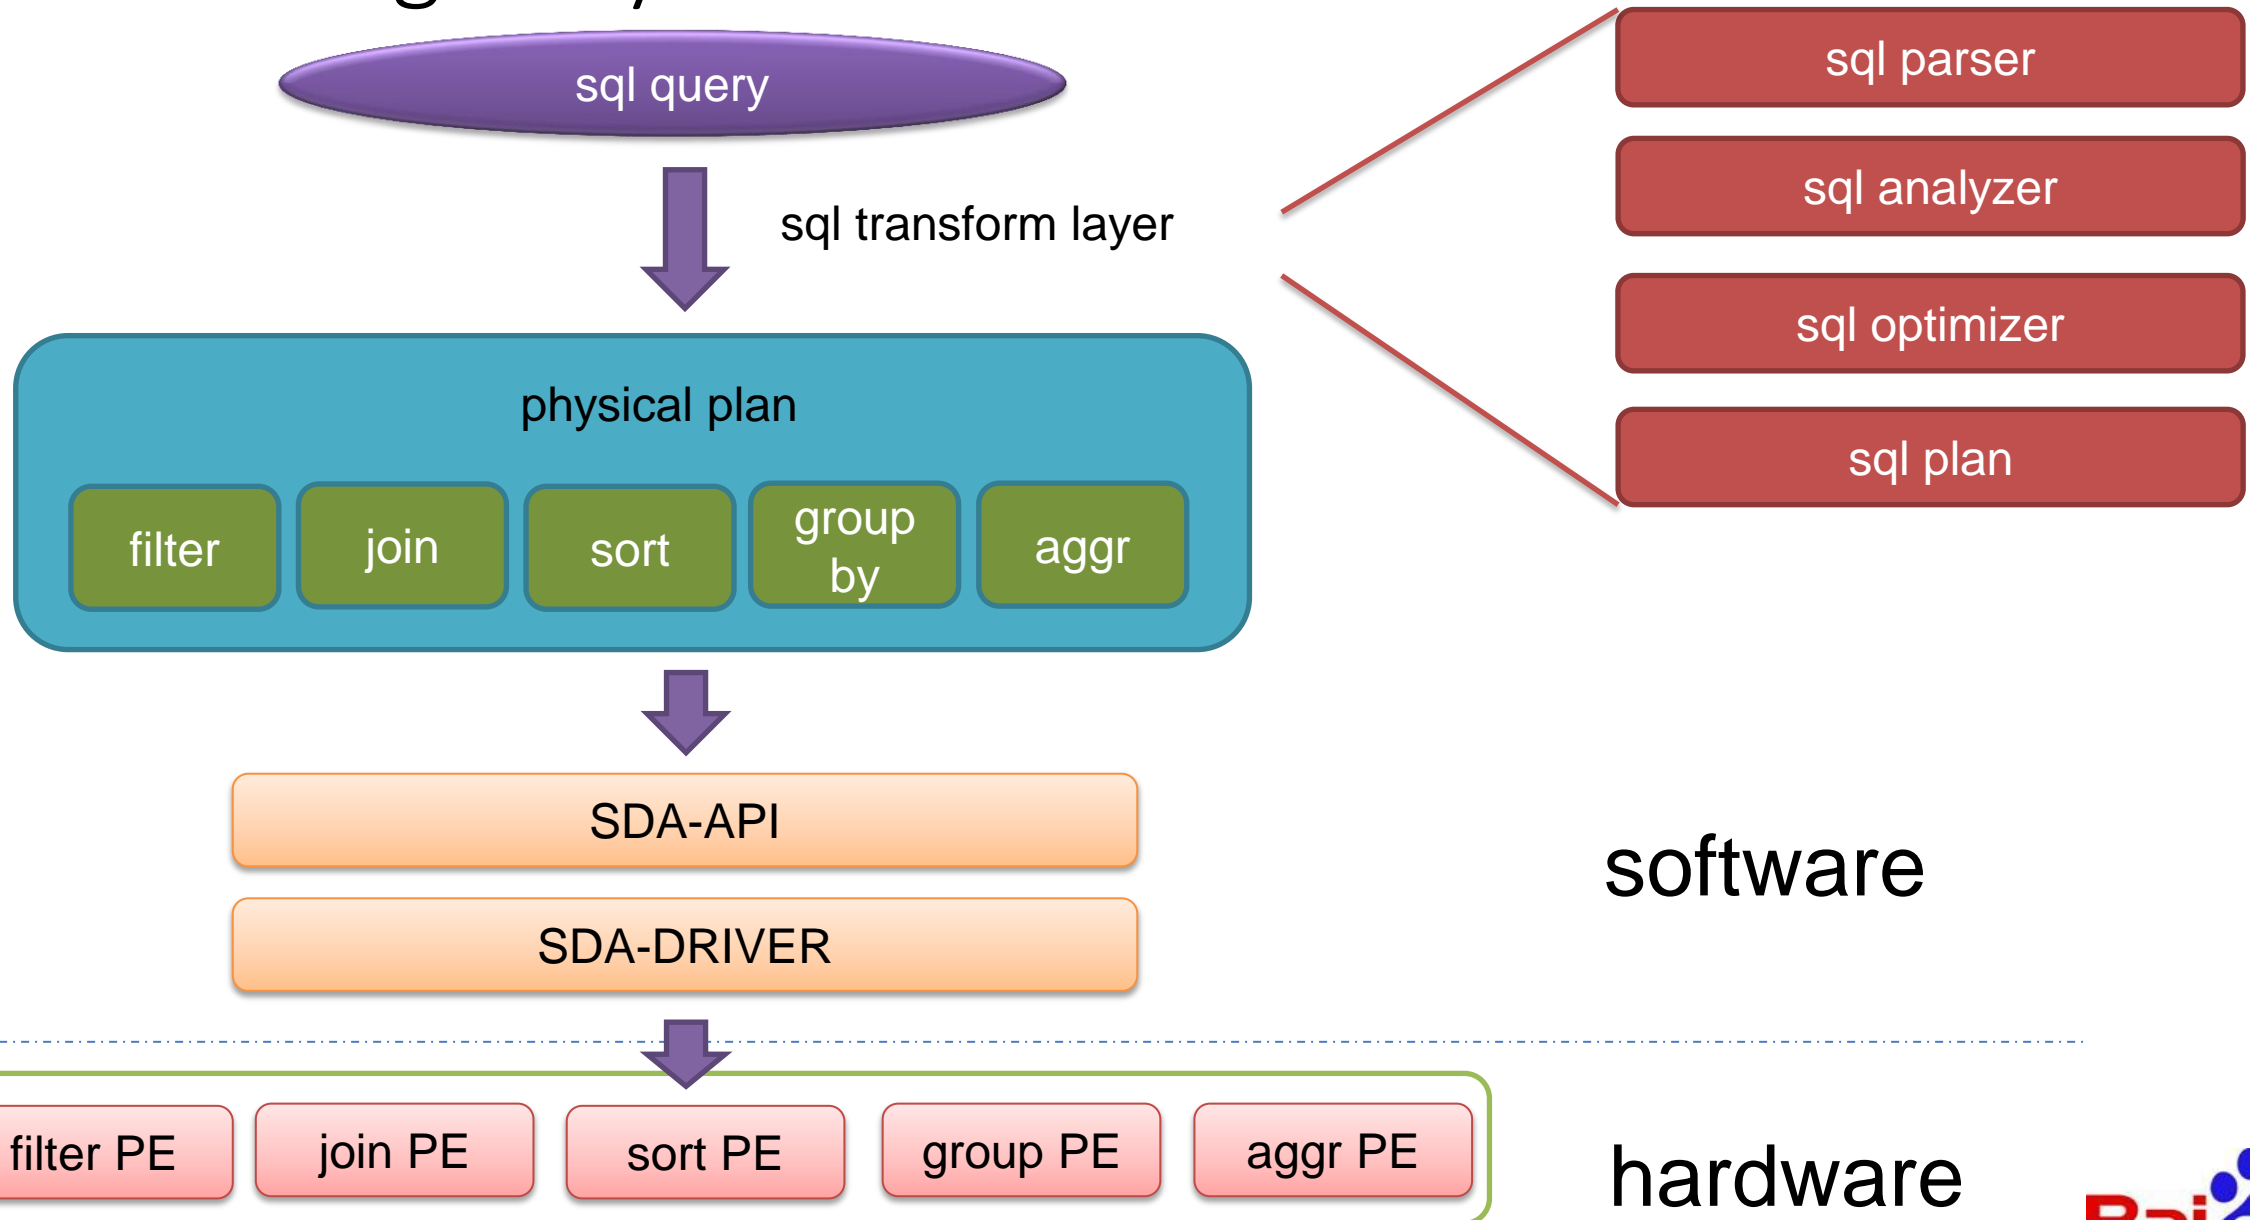 sql query
sql transform layer
sql parser
sql analyzer
sql optimizer
sql plan
physical plan
filter
join
sort
group
by
aggr
SDA-API
SDA-DRIVER
software
filter PE
join PE
sort PE
group PE
aggr PE
hardware